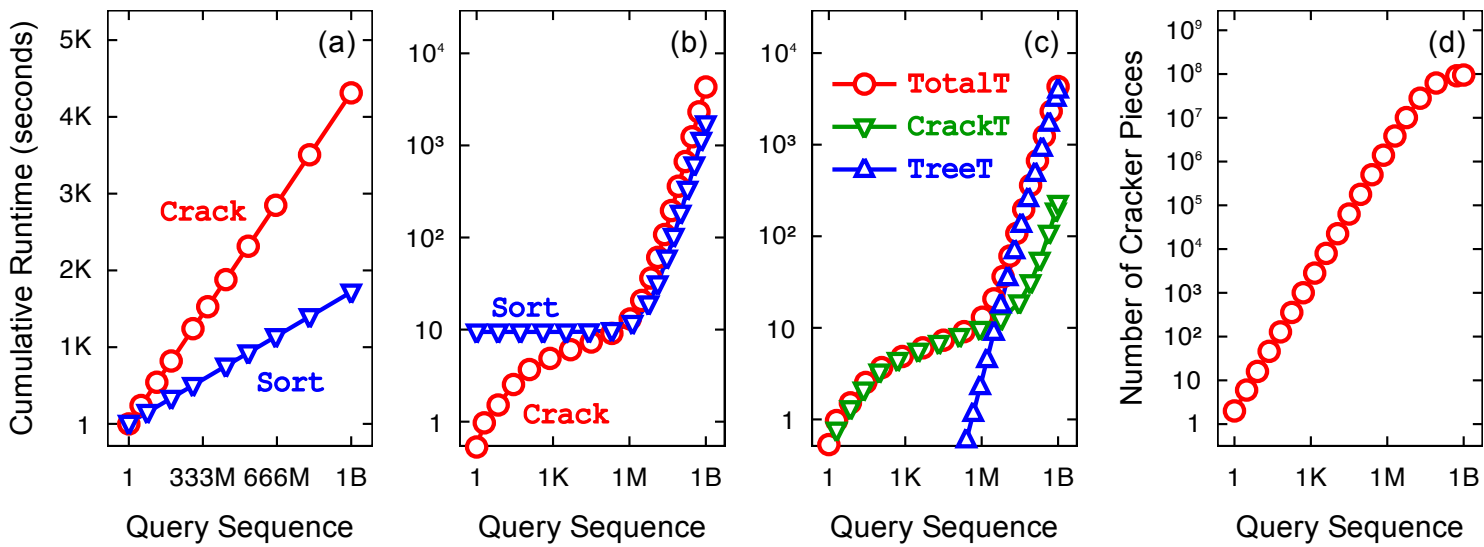 Cumulative Runtime (seconds)
5K
4K
3K
2K
1K
1
(a)
Crack
Sort
1
333M
666M
1B
Query Sequence
10^4
10^3
10^2
10
1
(b)
Sort
Crack
1
1K
1M
1B
Query Sequence
10^4
10^3
10^2
10
1
(c)
TotalT
CrackT
TreeT
1
1K
1M
1B
Query Sequence
Number of Cracker Pieces
10^9
10^8
10^7
10^6
10^5
10^4
10^3
10^2
10
1
(d)
1
1K
1M
1B
Query Sequence